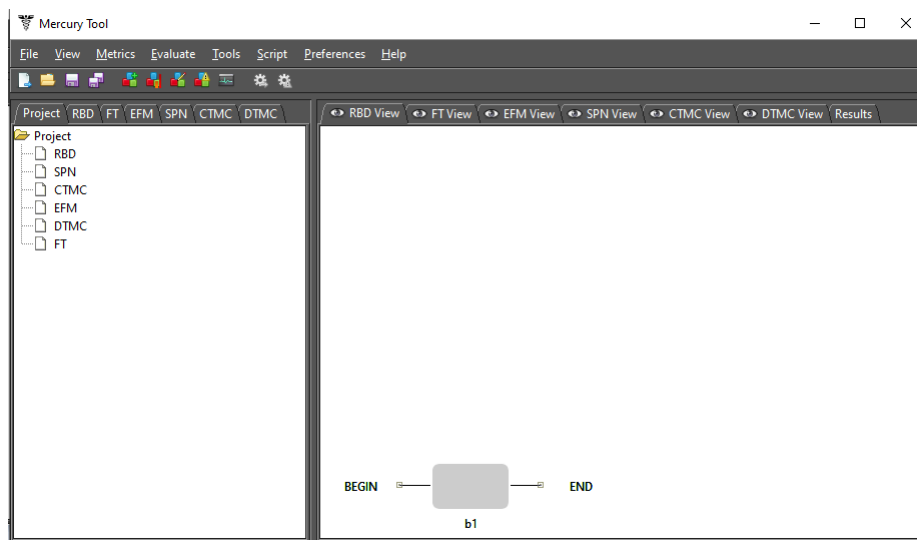 Mercury Tool
File View Metrics Evaluate Tools Script Preferences Help
Project RBD FT EFM SPN CTMC DTMC
RBD View FT View EFM View SPN View CTMC View DTMC View Results
Project
RBD
SPN
CTMC
EFM
DTMC
FT
BEGIN END
b1